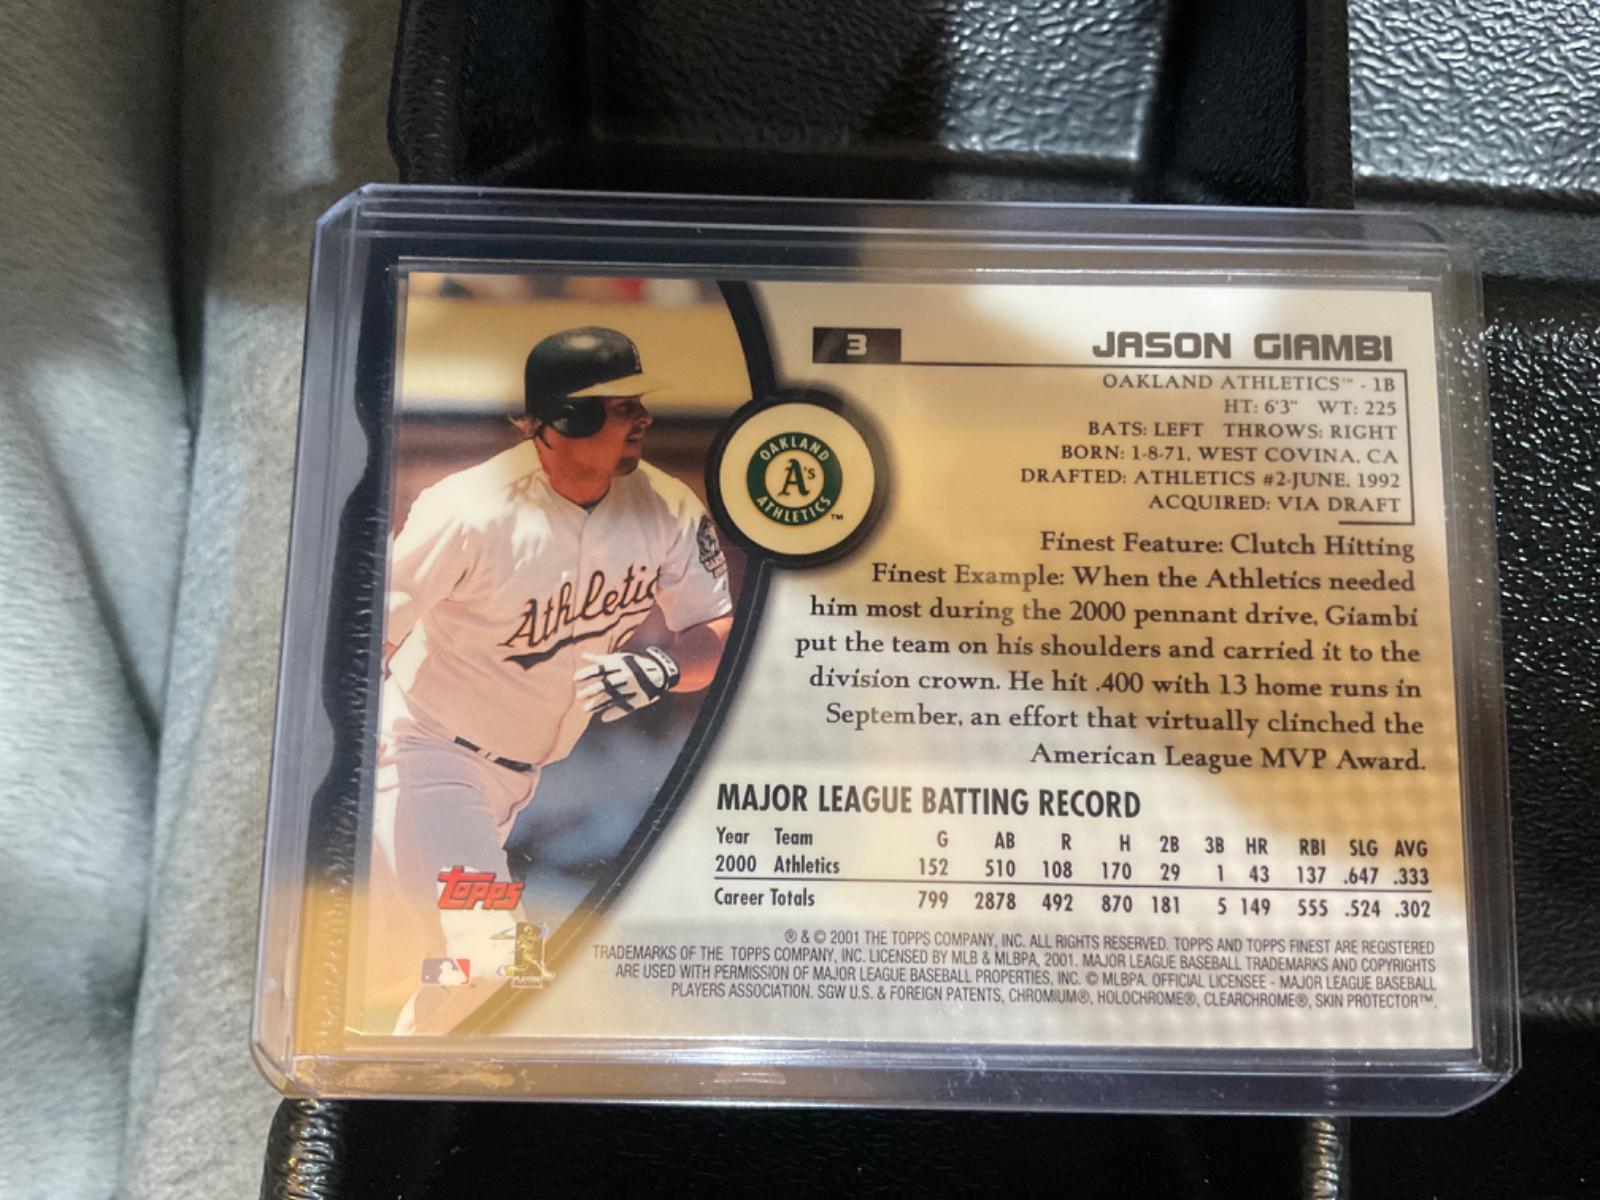 3
JASON GIAMBI
OAKLAND ATHLETICS™ - 1B
HT: 6'3" WT: 225
BATS: LEFT THROWS: RIGHT
BORN: 1-8-71, WEST COVINA, CA
DRAFTED: ATHLETICS #2-JUNE, 1992
ACQUIRED: VIA DRAFT
OAKLAND
A's
ATHLETICS
™
Finest Feature: Clutch Hitting
Finest Example: When the Athletics needed
him most during the 2000 pennant drive, Giambi
put the team on his shoulders and carried it to the
division crown. He hit .400 with 13 home runs in
September, an effort that virtually clinched the
American League MVP Award.
Athletic
MAJOR LEAGUE BATTING RECORD
Year Team G AB R H 2B 3B HR RBI SLG AVG
2000 Athletics 152 510 108 170 29 1 43 137 .647 .333
Career Totals 799 2878 492 870 181 5 149 555 .524 .302
topps
® & © 2001 THE TOPPS COMPANY, INC. ALL RIGHTS RESERVED. TOPPS AND TOPPS FINEST ARE REGISTERED
TRADEMARKS OF THE TOPPS COMPANY, INC. LICENSED BY MLB & MLBPA, 2001. MAJOR LEAGUE BASEBALL TRADEMARKS AND COPYRIGHTS
ARE USED WITH PERMISSION OF MAJOR LEAGUE BASEBALL PROPERTIES, INC. © MLBPA. OFFICIAL LICENSEE - MAJOR LEAGUE BASEBALL
PLAYERS ASSOCIATION. SGW U.S. & FOREIGN PATENTS, CHROMIUM®, HOLOCHROME®, CLEARCHROME®, SKIN PROTECTOR™.